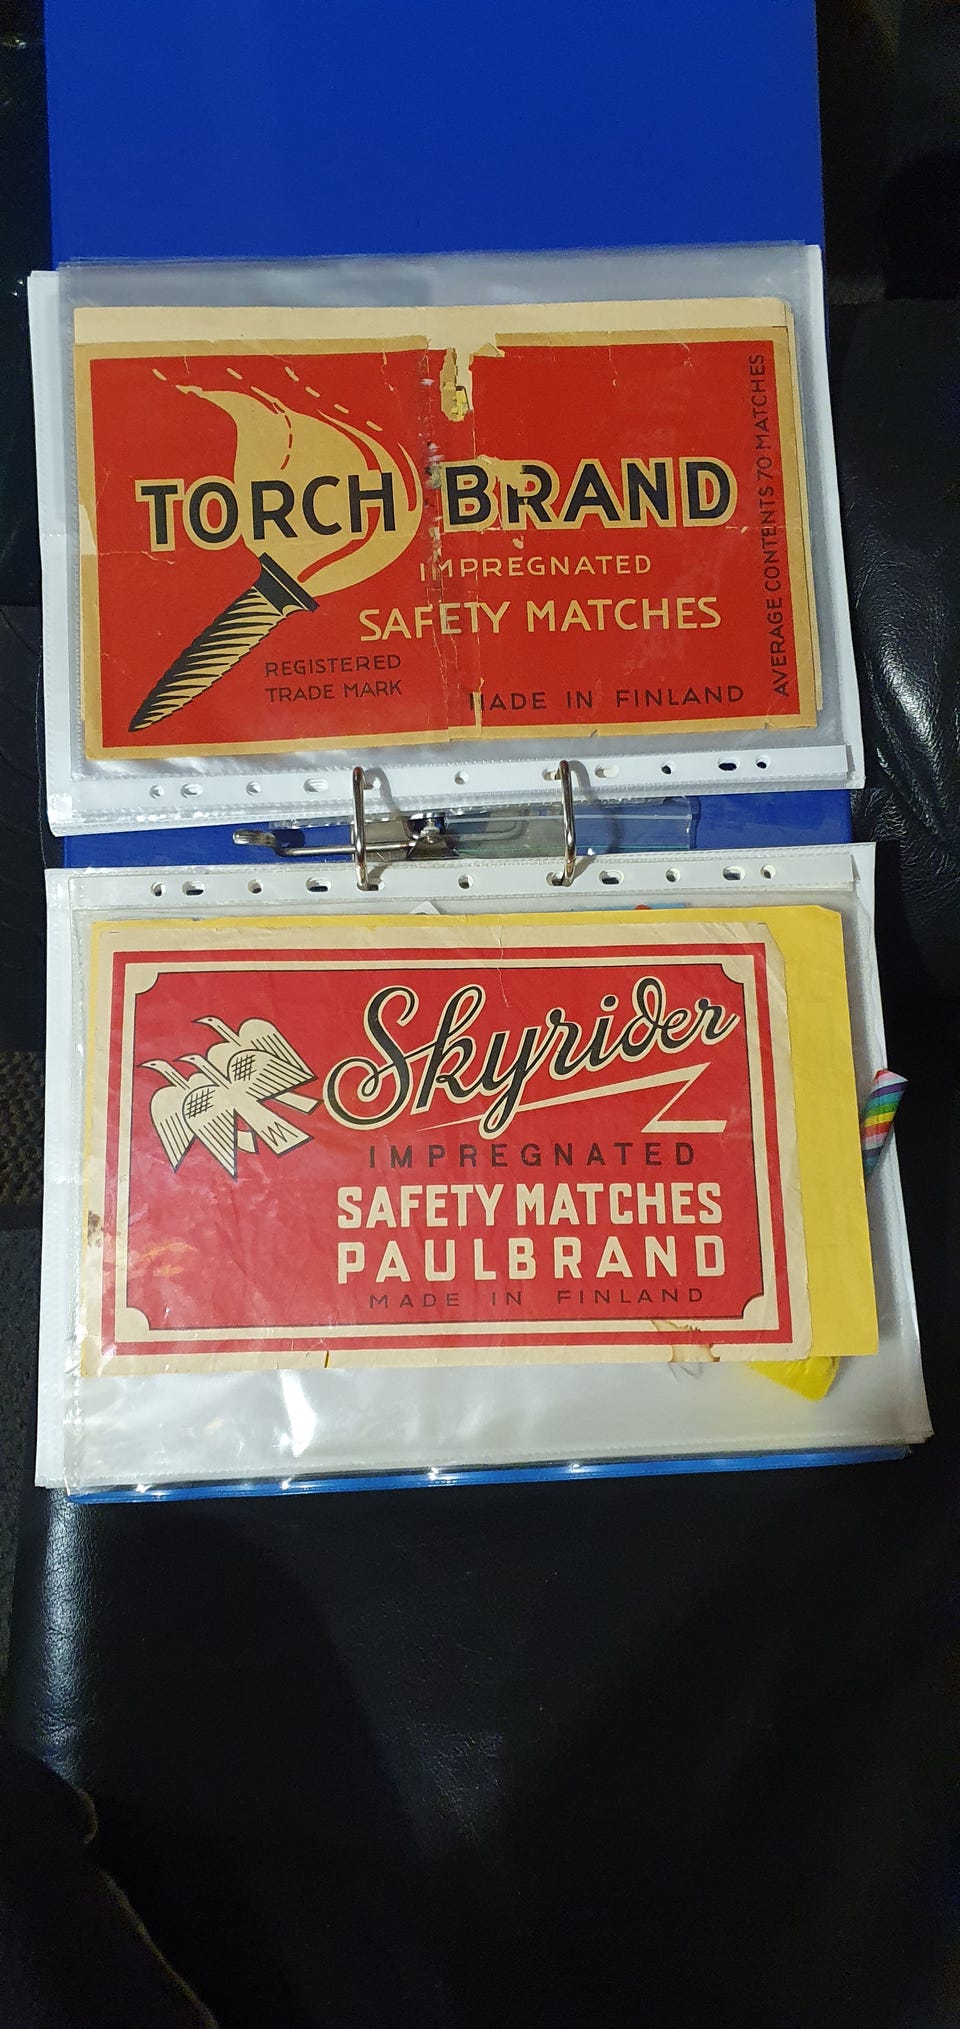 TORCH BRAND
IMPREGNATED
SAFETY MATCHES
REGISTERED
TRADE MARK
MADE IN FINLAND
AVERAGE CONTENTS 70 MATCHES
Skyrider
IMPREGNATED
SAFETY MATCHES
PAULBRAND
MADE IN FINLAND